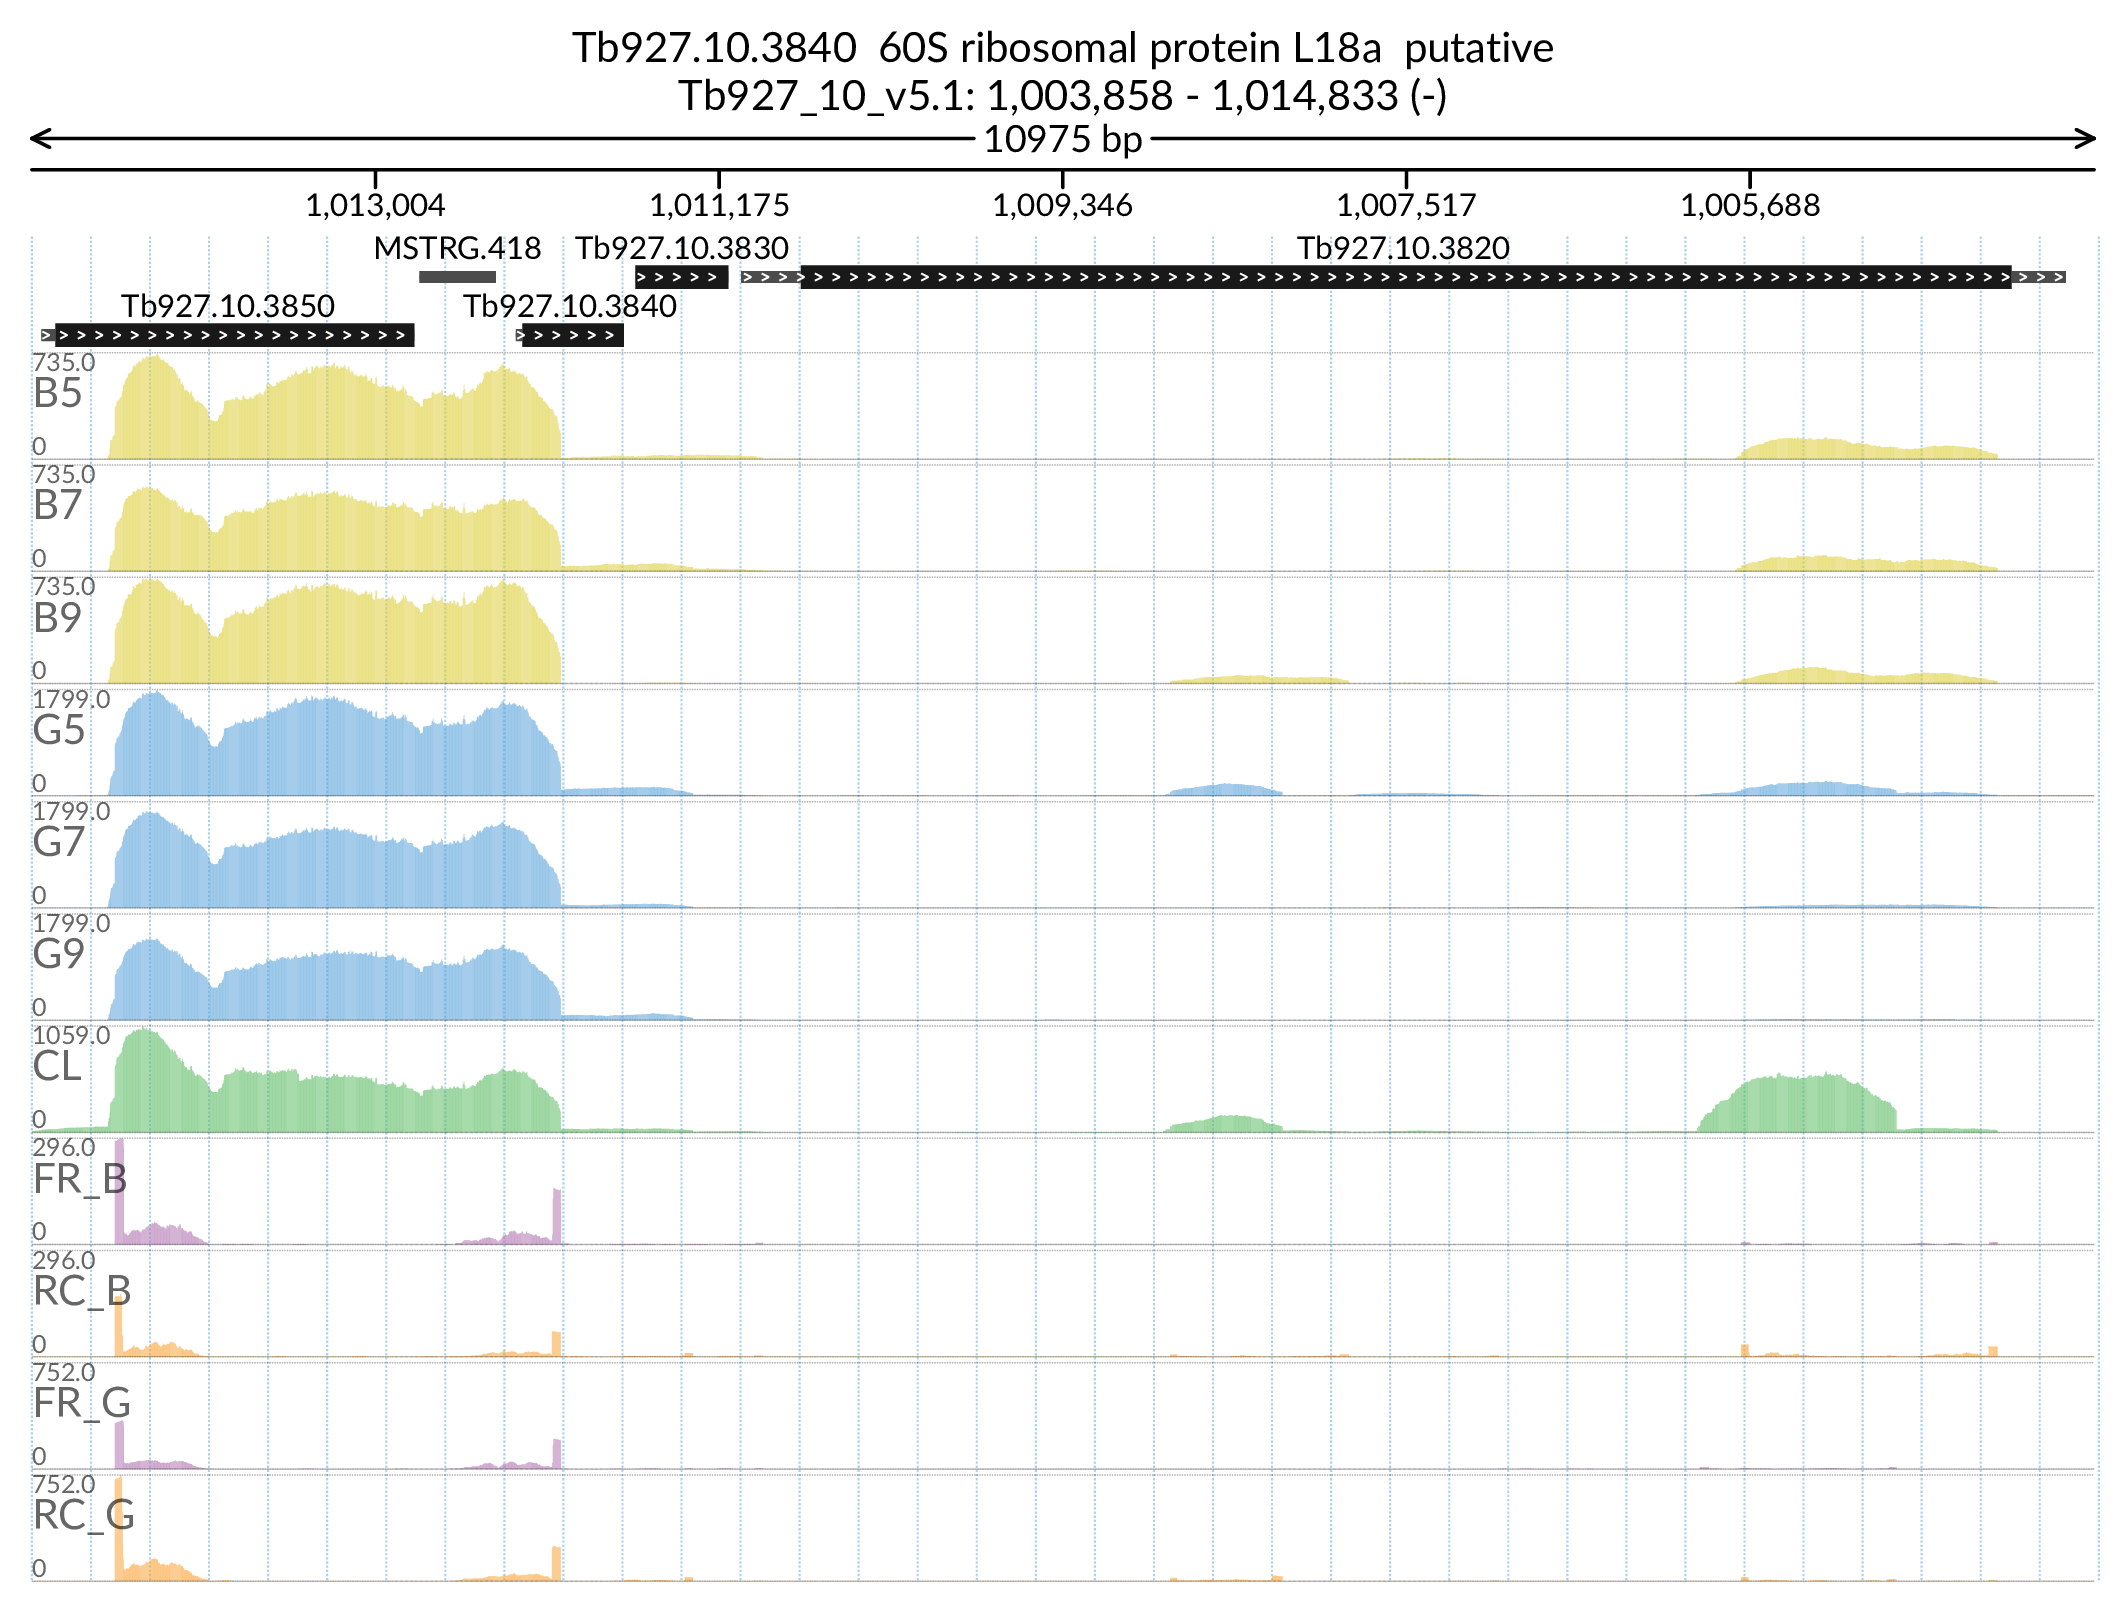 Tb927.10.3840 60S ribosomal protein L18a putative
Tb927_10_v5.1: 1,003,858 - 1,014,833 (-)
10975 bp
1,013,004 1,011,175 1,009,346 1,007,517 1,005,688
MSTRG.418 Tb927.10.3830 Tb927.10.3820
Tb927.10.3850 Tb927.10.3840
735.0
B5
0
735.0
B7
0
735.0
B9
0
1799.0
G5
0
1799.0
G7
0
1799.0
G9
0
1059.0
CL
0
296.0
FR_B
0
296.0
RC_B
0
752.0
FR_G
0
752.0
RC_G
0